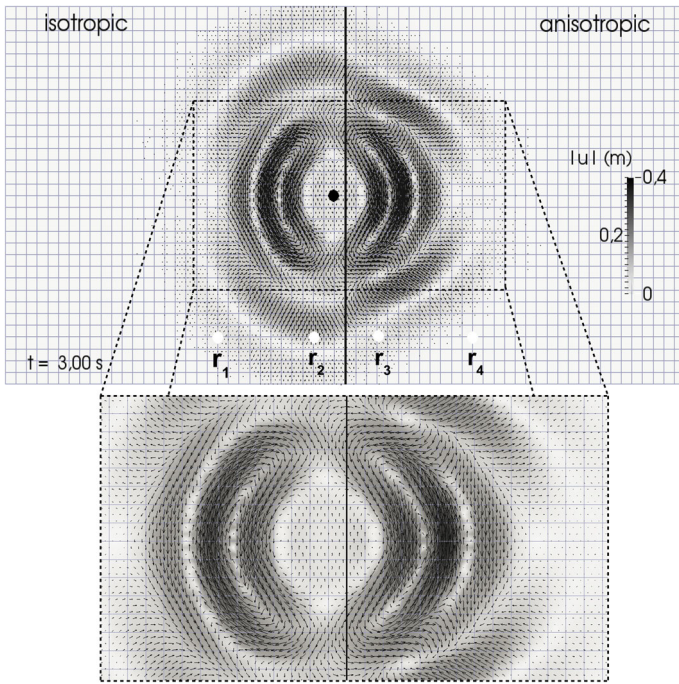 isotropic
anisotropic
|u| (m)
0,4
0,2
0
t = 3,00 s
r1 r2 r3 r4